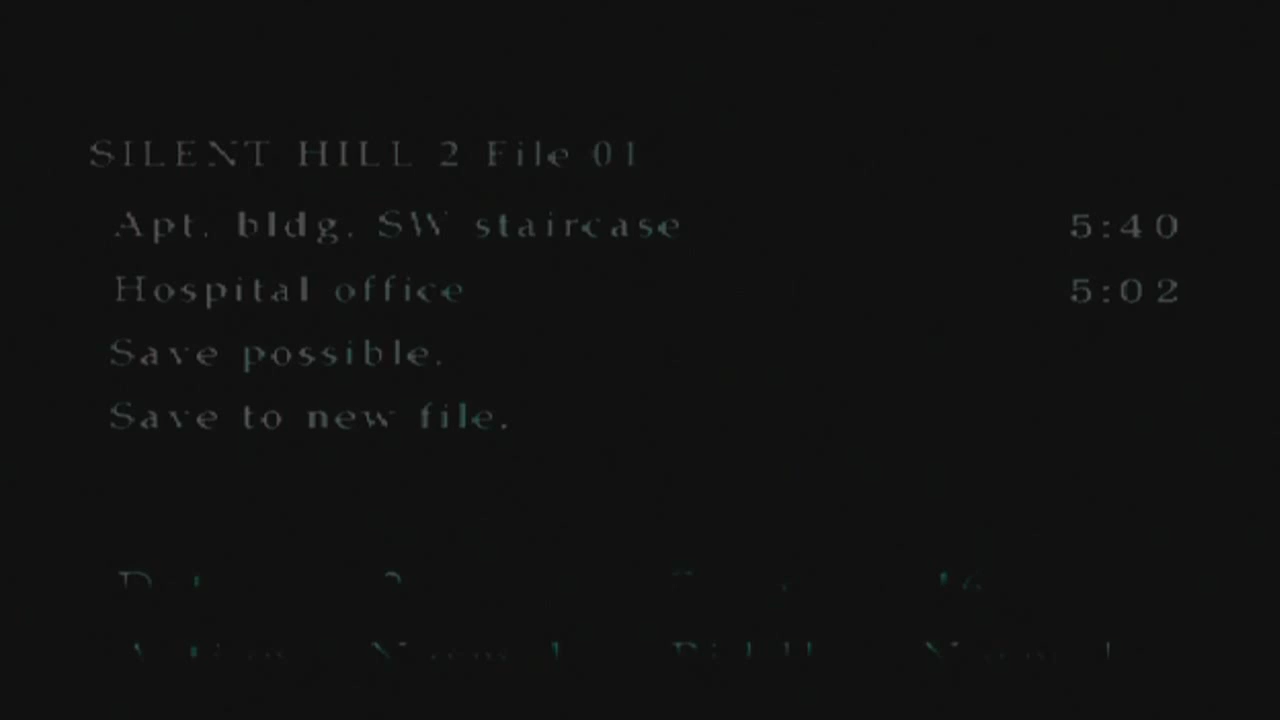 SILENT HILL 2 File 01
Apt. bldg. SW staircase 5:40
Hospital office 5:02
Save possible.
Save to new file.